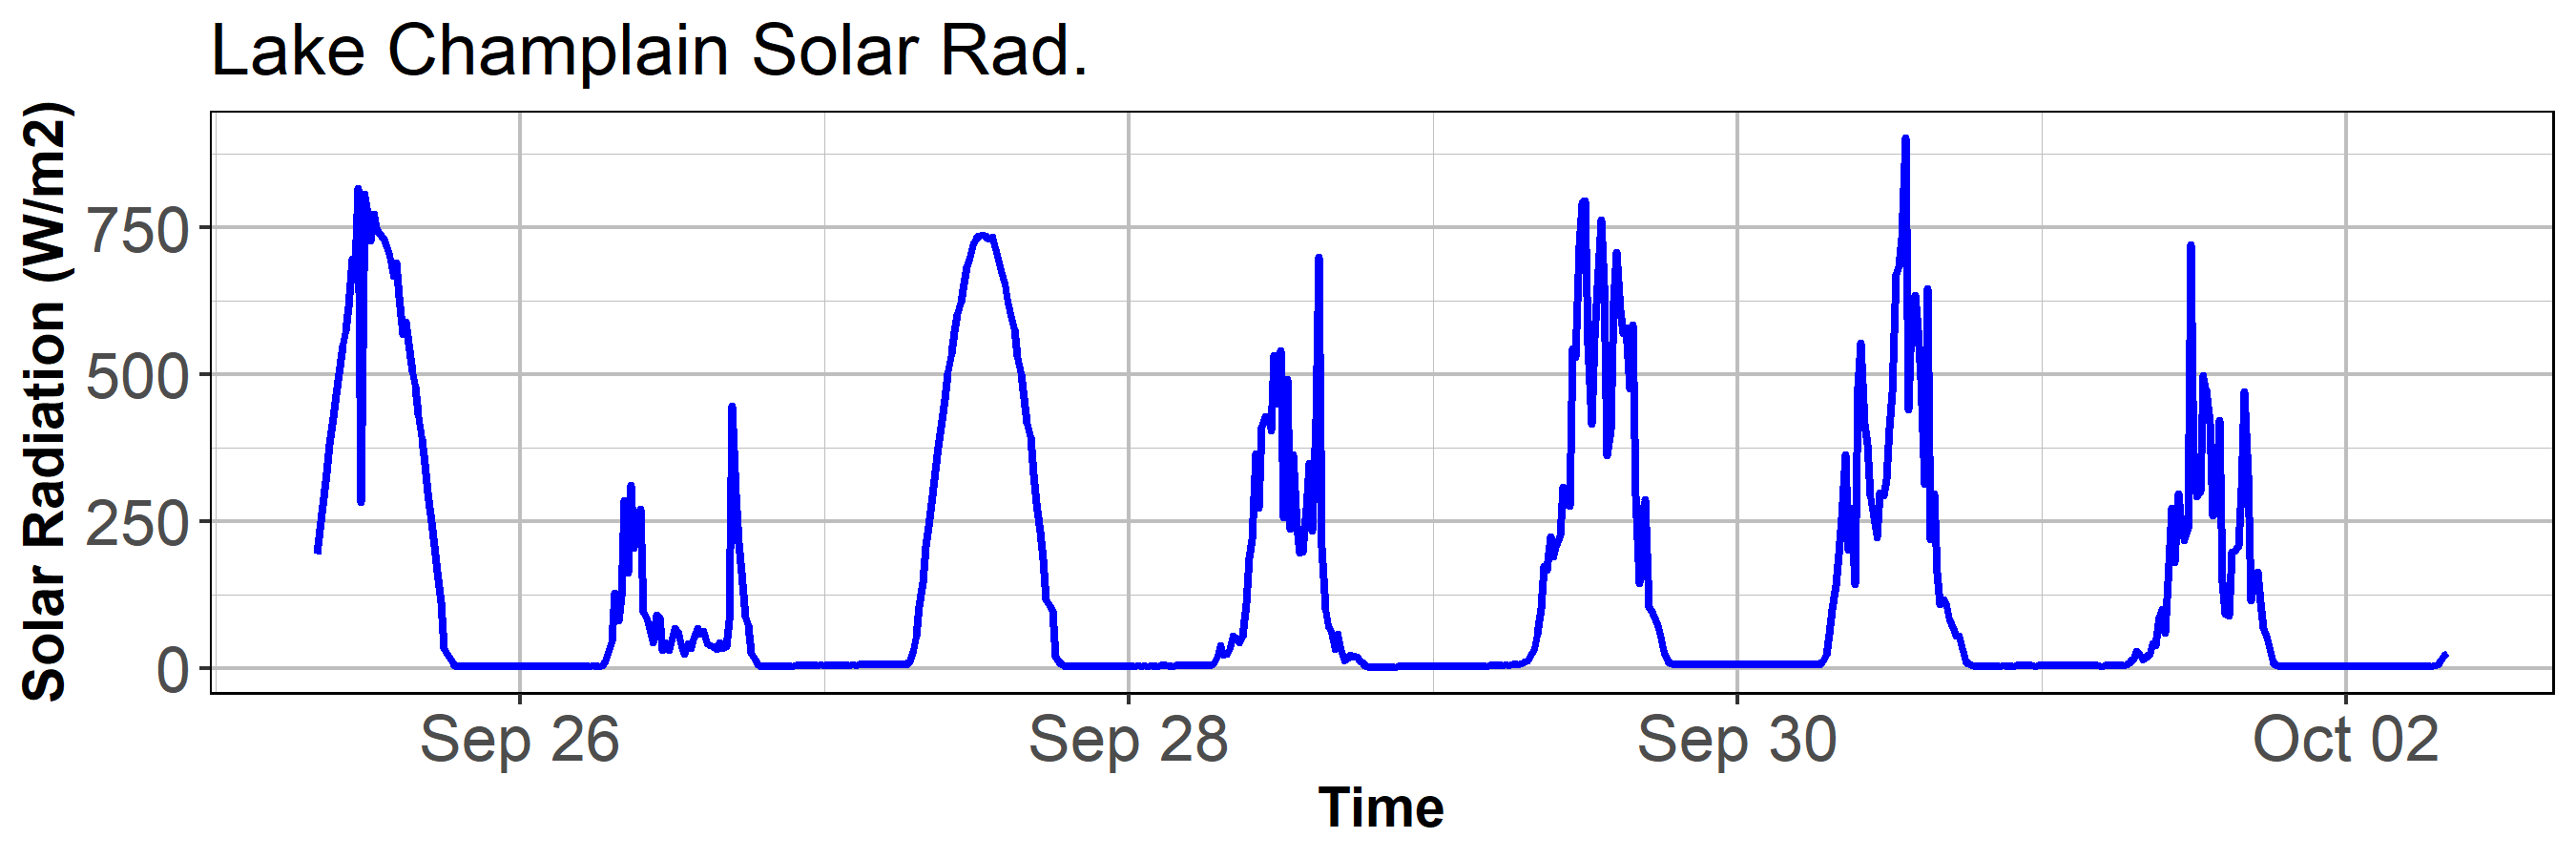 Lake Champlain Solar Rad.
Solar Radiation (W/m2)
750
500
250
0
Sep 26 Sep 28 Sep 30 Oct 02
Time